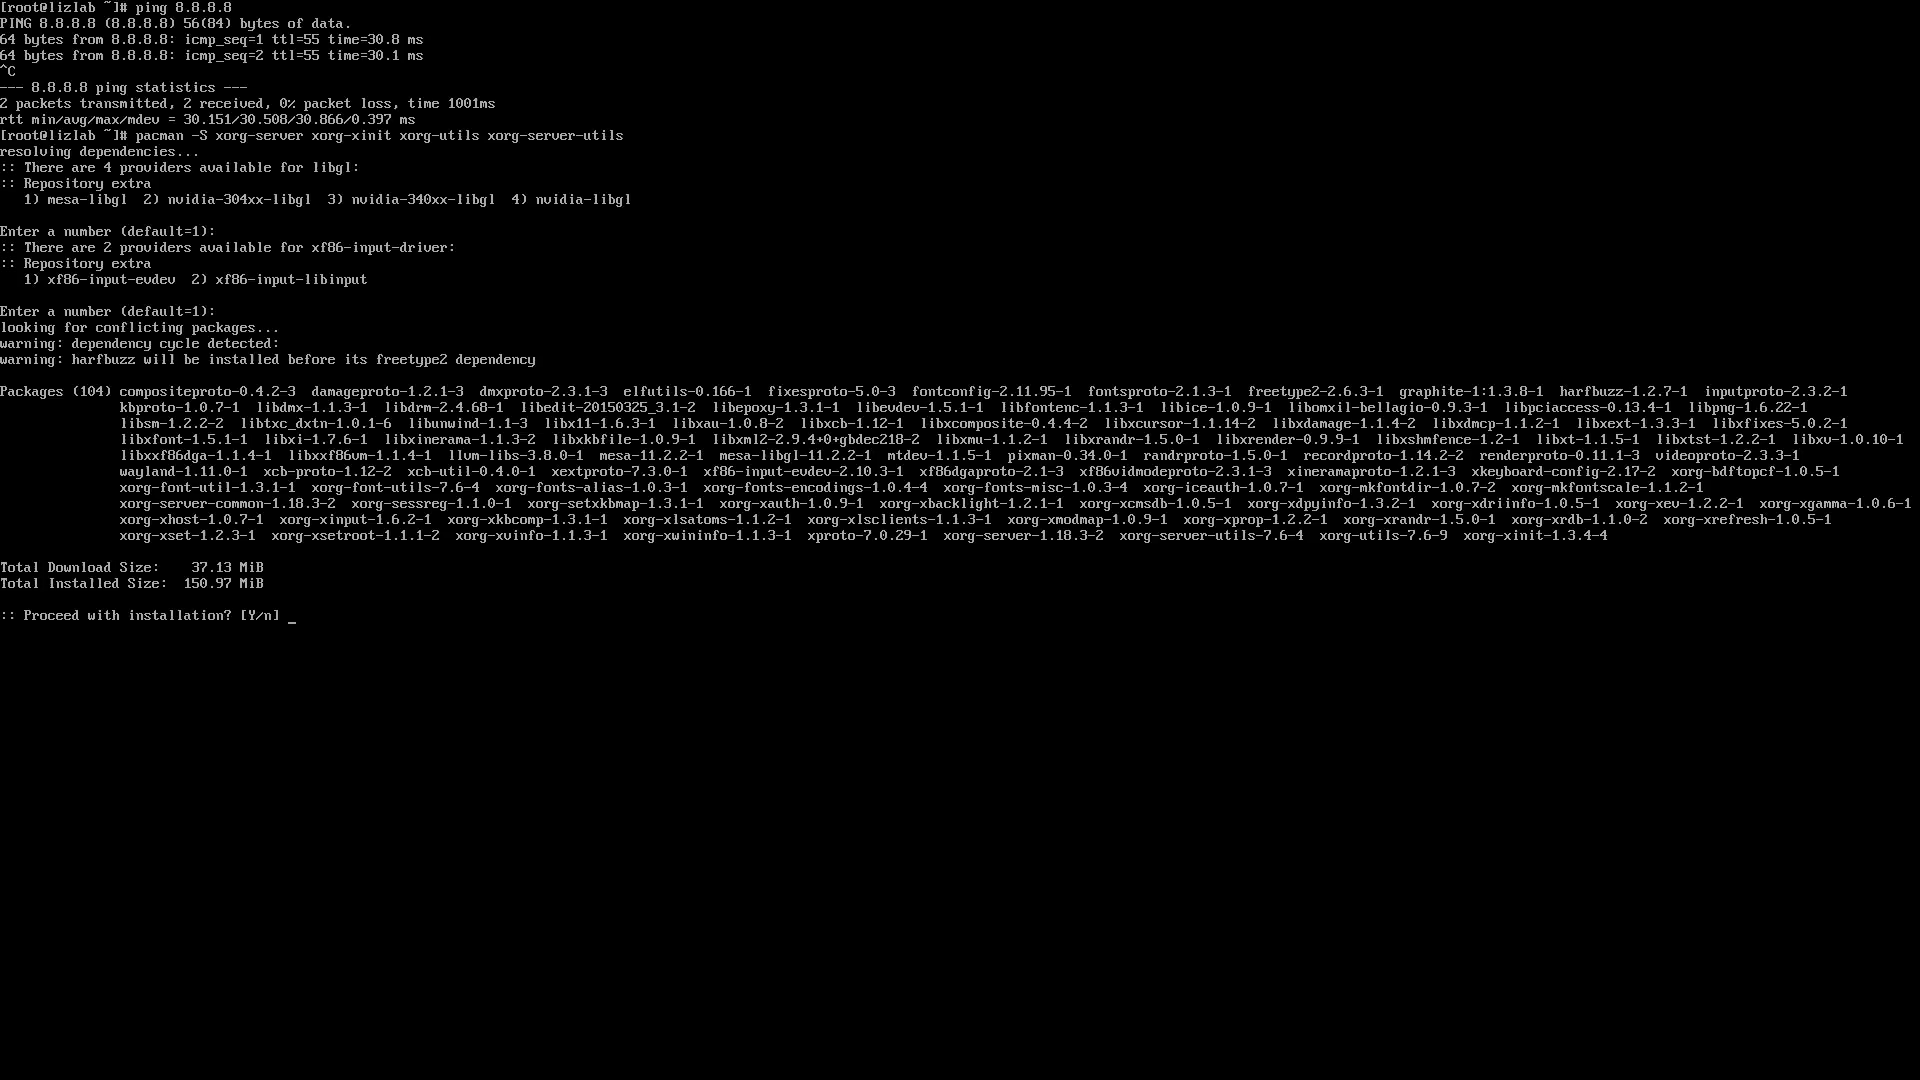 [root@lizlab ~]# ping 8.8.8.8
PING 8.8.8.8 (8.8.8.8) 56(84) bytes of data.
64 bytes from 8.8.8.8: icmp_seq=1 ttl=55 time=30.8 ms
64 bytes from 8.8.8.8: icmp_seq=2 ttl=55 time=30.1 ms
^C
--- 8.8.8.8 ping statistics ---
2 packets transmitted, 2 received, 0% packet loss, time 1001ms
rtt min/avg/max/mdev = 30.151/30.508/30.866/0.397 ms
[root@lizlab ~]# pacman -S xorg-server xorg-xinit xorg-utils xorg-server-utils
resolving dependencies...
:: There are 4 providers available for libgl:
:: Repository extra
   1) mesa-libgl  2) nvidia-304xx-libgl  3) nvidia-340xx-libgl  4) nvidia-libgl

Enter a number (default=1):
:: There are 2 providers available for xf86-input-driver:
:: Repository extra
   1) xf86-input-evdev  2) xf86-input-libinput

Enter a number (default=1):
looking for conflicting packages...
warning: dependency cycle detected:
warning: harfbuzz will be installed before its freetype2 dependency

Packages (104) compositeproto-0.4.2-3  damageproto-1.2.1-3  dmxproto-2.3.1-3  elfutils-0.166-1  fixesproto-5.0-3  fontconfig-2.11.95-1  fontsproto-2.1.3-1  freetype2-2.6.3-1  graphite-1:1.3.8-1  harfbuzz-1.2.7-1  inputproto-2.3.2-1
               kbproto-1.0.7-1  libdmx-1.1.3-1  libdrm-2.4.68-1  libedit-20150325_3.1-2  libepoxy-1.3.1-1  libevdev-1.5.1-1  libfontenc-1.1.3-1  libice-1.0.9-1  libomxil-bellagio-0.9.3-1  libpciaccess-0.13.4-1  libpng-1.6.22-1
               libsm-1.2.2-2  libtxc_dxtn-1.0.1-6  libunwind-1.1-3  libx11-1.6.3-1  libxau-1.0.8-2  libxcb-1.12-1  libxcomposite-0.4.4-2  libxcursor-1.1.14-2  libxdamage-1.1.4-2  libxdmcp-1.1.2-1  libxext-1.3.3-1  libxfixes-5.0.2-1
               libxfont-1.5.1-1  libxi-1.7.6-1  libxinerama-1.1.3-2  libxkbfile-1.0.9-1  libxml2-2.9.4+0+gbdec218-2  libxmu-1.1.2-1  libxrandr-1.5.0-1  libxrender-0.9.9-1  libxshmfence-1.2-1  libxt-1.1.5-1  libxtst-1.2.2-1  libxv-1.0.10-1
               libxxf86dga-1.1.4-1  libxxf86vm-1.1.4-1  llvm-libs-3.8.0-1  mesa-11.2.2-1  mesa-libgl-11.2.2-1  mtdev-1.1.5-1  pixman-0.34.0-1  randrproto-1.5.0-1  recordproto-1.14.2-2  renderproto-0.11.1-3  videoproto-2.3.3-1
               wayland-1.11.0-1  xcb-proto-1.12-2  xcb-util-0.4.0-1  xextproto-7.3.0-1  xf86-input-evdev-2.10.3-1  xf86dgaproto-2.1-3  xf86vidmodeproto-2.3.1-3  xineramaproto-1.2.1-3  xkeyboard-config-2.17-2  xorg-bdftopcf-1.0.5-1
               xorg-font-util-1.3.1-1  xorg-font-utils-7.6-4  xorg-fonts-alias-1.0.3-1  xorg-fonts-encodings-1.0.4-4  xorg-fonts-misc-1.0.3-4  xorg-iceauth-1.0.7-1  xorg-mkfontdir-1.0.7-2  xorg-mkfontscale-1.1.2-1
               xorg-server-common-1.18.3-2  xorg-sessreg-1.1.0-1  xorg-setxkbmap-1.3.1-1  xorg-xauth-1.0.9-1  xorg-xbacklight-1.2.1-1  xorg-xcmsdb-1.0.5-1  xorg-xdpyinfo-1.3.2-1  xorg-xdriinfo-1.0.5-1  xorg-xev-1.2.2-1  xorg-xgamma-1.0.6-1
               xorg-xhost-1.0.7-1  xorg-xinput-1.6.2-1  xorg-xkbcomp-1.3.1-1  xorg-xlsatoms-1.1.2-1  xorg-xlsclients-1.1.3-1  xorg-xmodmap-1.0.9-1  xorg-xprop-1.2.2-1  xorg-xrandr-1.5.0-1  xorg-xrdb-1.1.0-2  xorg-xrefresh-1.0.5-1
               xorg-xset-1.2.3-1  xorg-xsetroot-1.1.1-2  xorg-xvinfo-1.1.3-1  xorg-xwininfo-1.1.3-1  xproto-7.0.29-1  xorg-server-1.18.3-2  xorg-server-utils-7.6-4  xorg-utils-7.6-9  xorg-xinit-1.3.4-4

Total Download Size:    37.13 MiB
Total Installed Size:  150.97 MiB

:: Proceed with installation? [Y/n] _